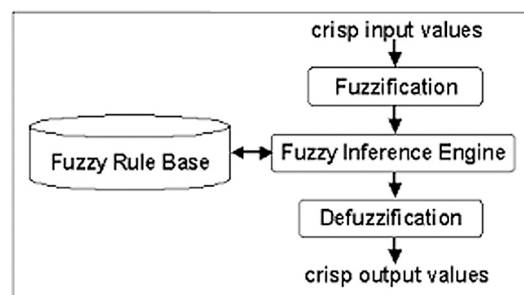 crisp input values
Fuzzification
Fuzzy Rule Base
Fuzzy Inference Engine
Defuzzification
crisp output values